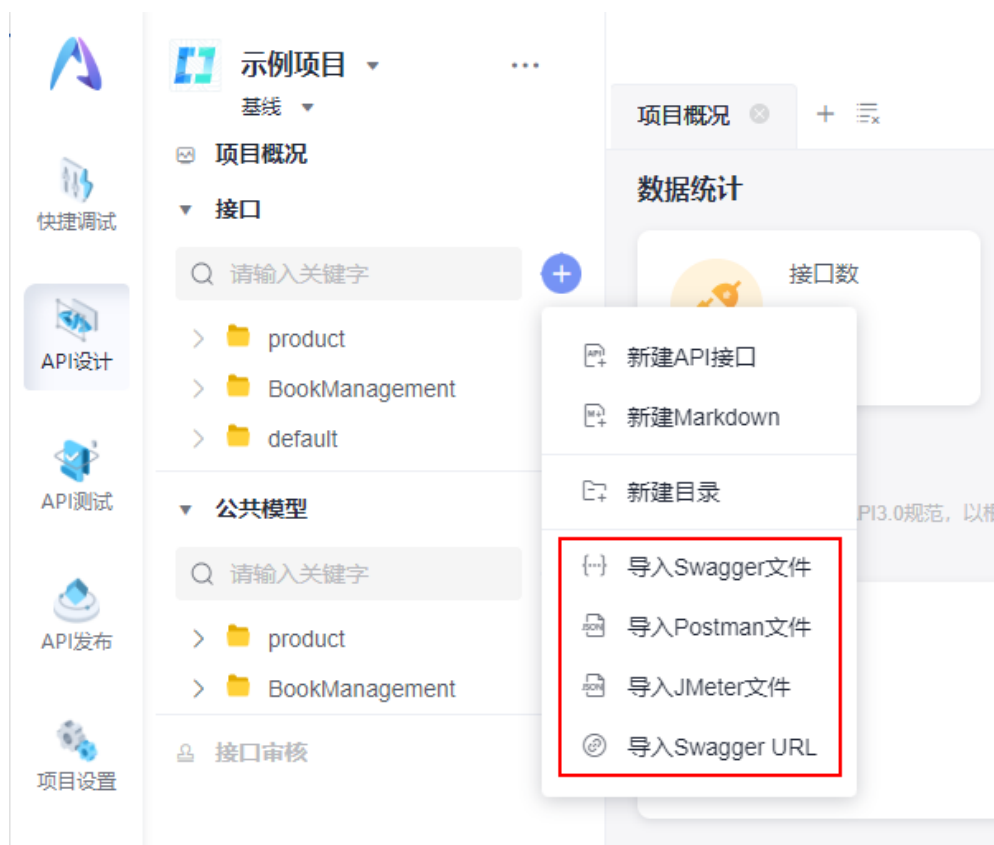 示例项目
基线
项目概况
接口
请输入关键字
product
BookManagement
default
公共模型
请输入关键字
product
BookManagement
接口审核
快捷调试
API设计
API测试
API发布
项目设置
项目概况
数据统计
接口数
新建API接口
新建Markdown
新建目录
导入Swagger文件
导入Postman文件
导入JMeter文件
导入Swagger URL
PI3.0规范，以根